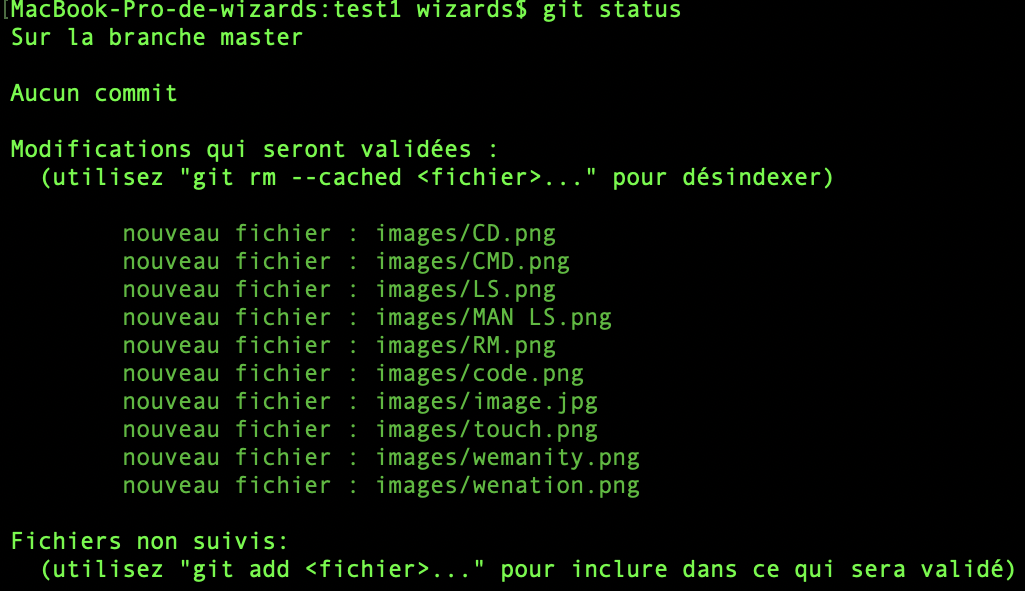 [MacBook-Pro-de-wizards:test1 wizards$ git status
Sur la branche master
Aucun commit
Modifications qui seront validées :
(utilisez "git rm --cached <fichier>..." pour désindexer)
nouveau fichier : images/CD.png
nouveau fichier : images/CMD.png
nouveau fichier : images/LS.png
nouveau fichier : images/MAN LS.png
nouveau fichier : images/RM.png
nouveau fichier : images/code.png
nouveau fichier : images/image.jpg
nouveau fichier : images/touch.png
nouveau fichier : images/wemanity.png
nouveau fichier : images/wenation.png
Fichiers non suivis:
(utilisez "git add <fichier>..." pour inclure dans ce qui sera validé)